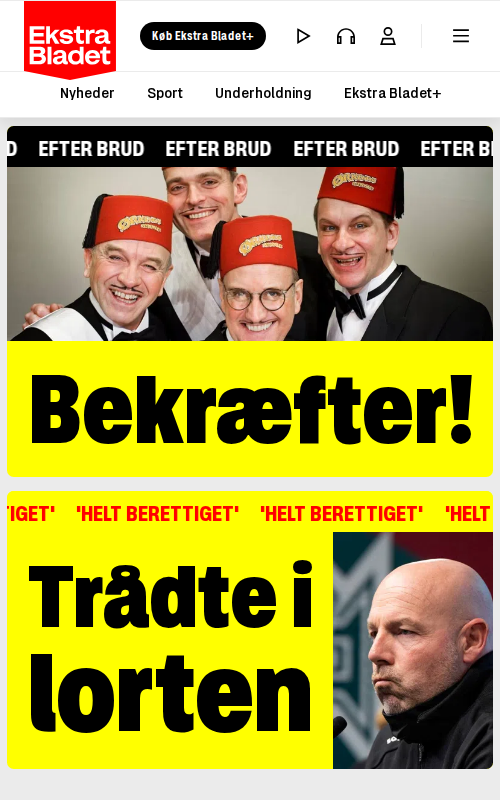 Ekstra
Bladet
Køb Ekstra Bladet+
Nyheder
Sport
Underholdning
Ekstra Bladet+
D EFTER BRUD EFTER BRUD EFTER BRUD EFTER B
Bekræfter!
TIGET' 'HELT BERETTIGET' 'HELT BERETTIGET' 'HELT
Trådte i
lorten